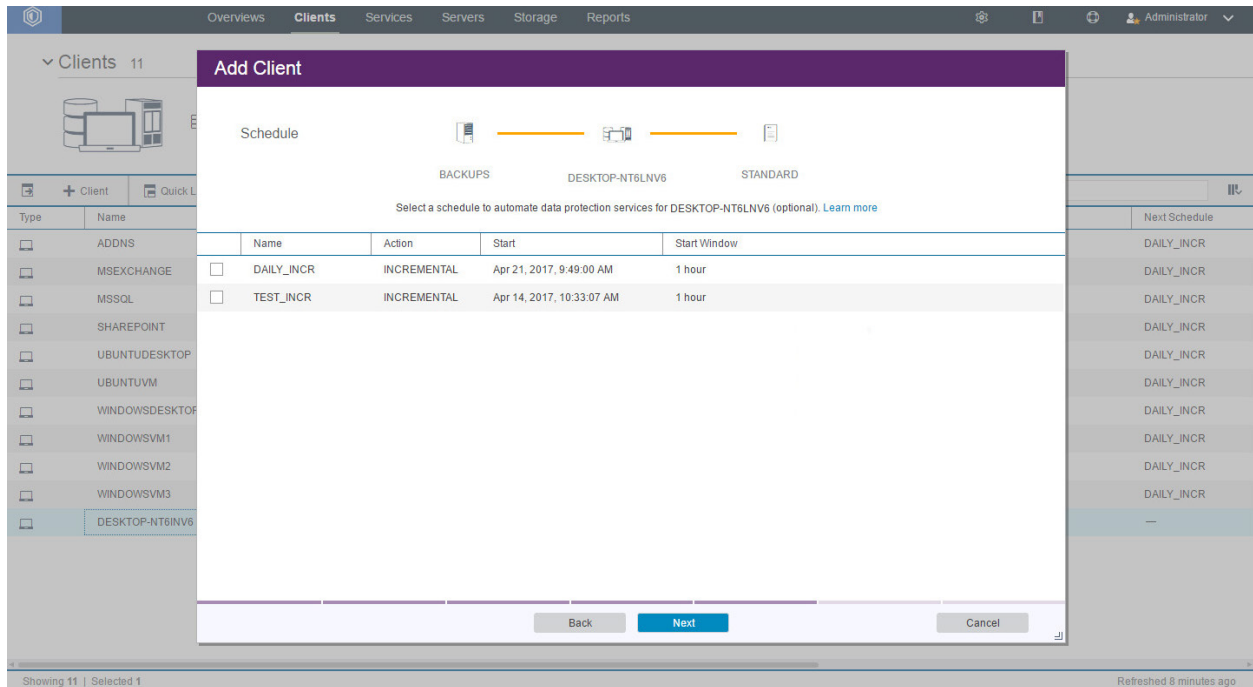 Overviews Clients Services Servers Storage Reports Administrator
Clients 11
Add Client
Schedule
BACKUPS DESKTOP-NT6LNV6 STANDARD
Select a schedule to automate data protection services for DESKTOP-NT6LNV6 (optional). Learn more
+ Client Quick L
Type Name Next Schedule
Name Action Start Start Window
DAILY_INCR INCREMENTAL Apr 21, 2017, 9:49:00 AM 1 hour
TEST_INCR INCREMENTAL Apr 14, 2017, 10:33:07 AM 1 hour
ADDNS DAILY_INCR
MSEXCHANGE DAILY_INCR
MSSQL DAILY_INCR
SHAREPOINT DAILY_INCR
UBUNTUDESKTOP DAILY_INCR
UBUNTUVM DAILY_INCR
WINDOWSDESKTOP DAILY_INCR
WINDOWSVM1 DAILY_INCR
WINDOWSVM2 DAILY_INCR
WINDOWSVM3 DAILY_INCR
DESKTOP-NT6INV6 —
Back Next Cancel
Showing 11 | Selected 1 Refreshed 8 minutes ago